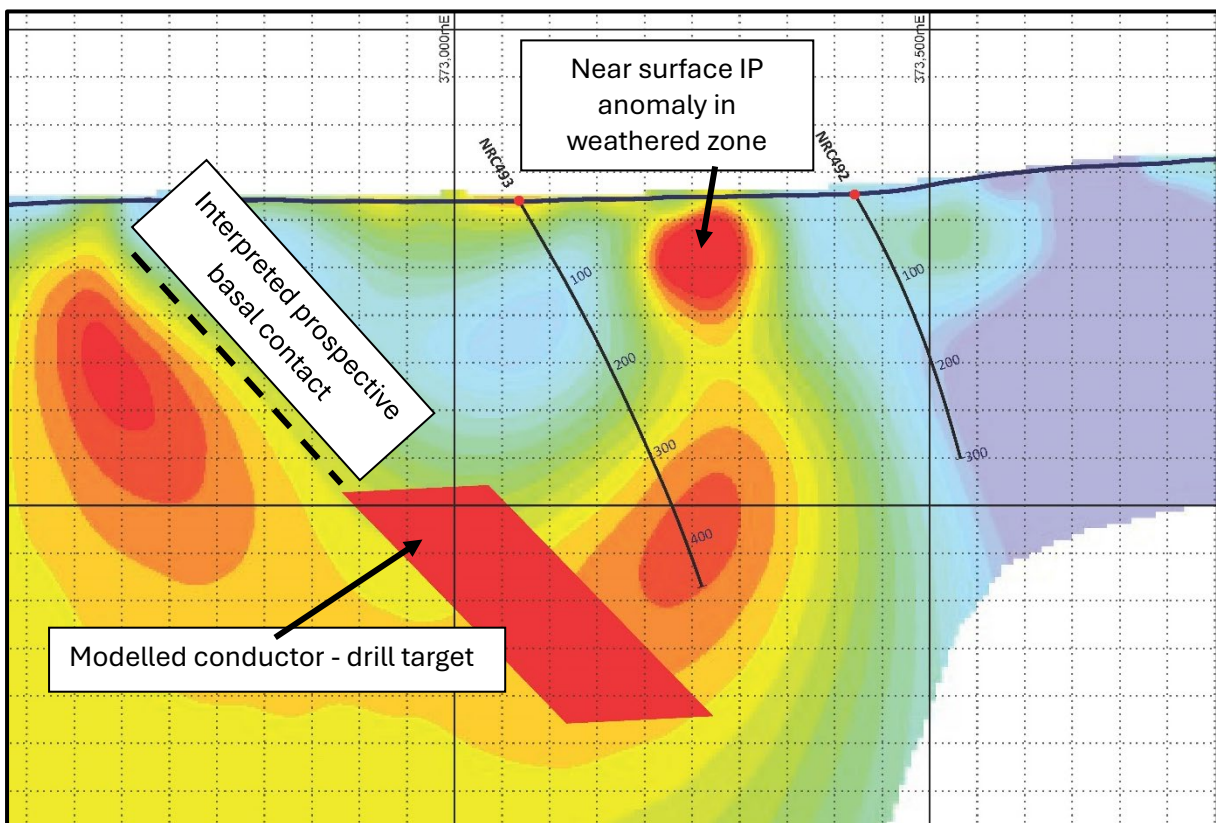 373,000mE
373,500mE
Near surface IP
anomaly in
weathered zone
NRC493
NRC492
Interpreted prospective
basal contact
100
200
300
400
100
200
300
Modelled conductor - drill target